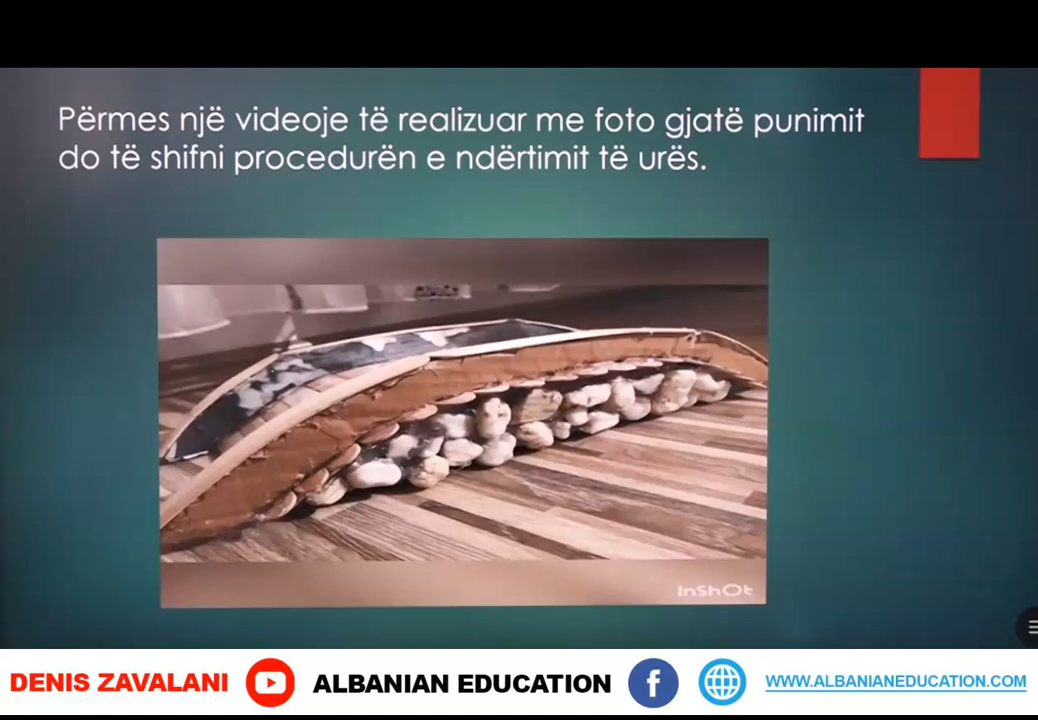 Përmes një videoje të realizuar me foto gjatë punimit
do të shifni procedurën e ndërtimit të urës.
InShOt
DENIS ZAVALANI ALBANIAN EDUCATION f WWW.ALBANIANEDUCATION.COM